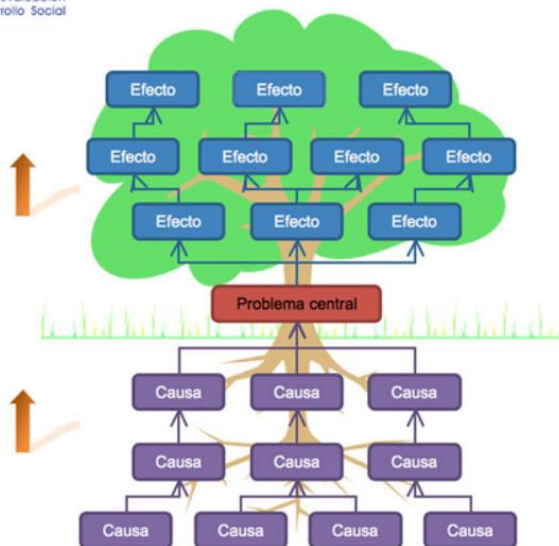 rollo Social
Efecto Efecto Efecto
Efecto Efecto Efecto Efecto
Efecto Efecto Efecto
Problema central
Causa Causa Causa
Causa Causa Causa
Causa Causa Causa Causa